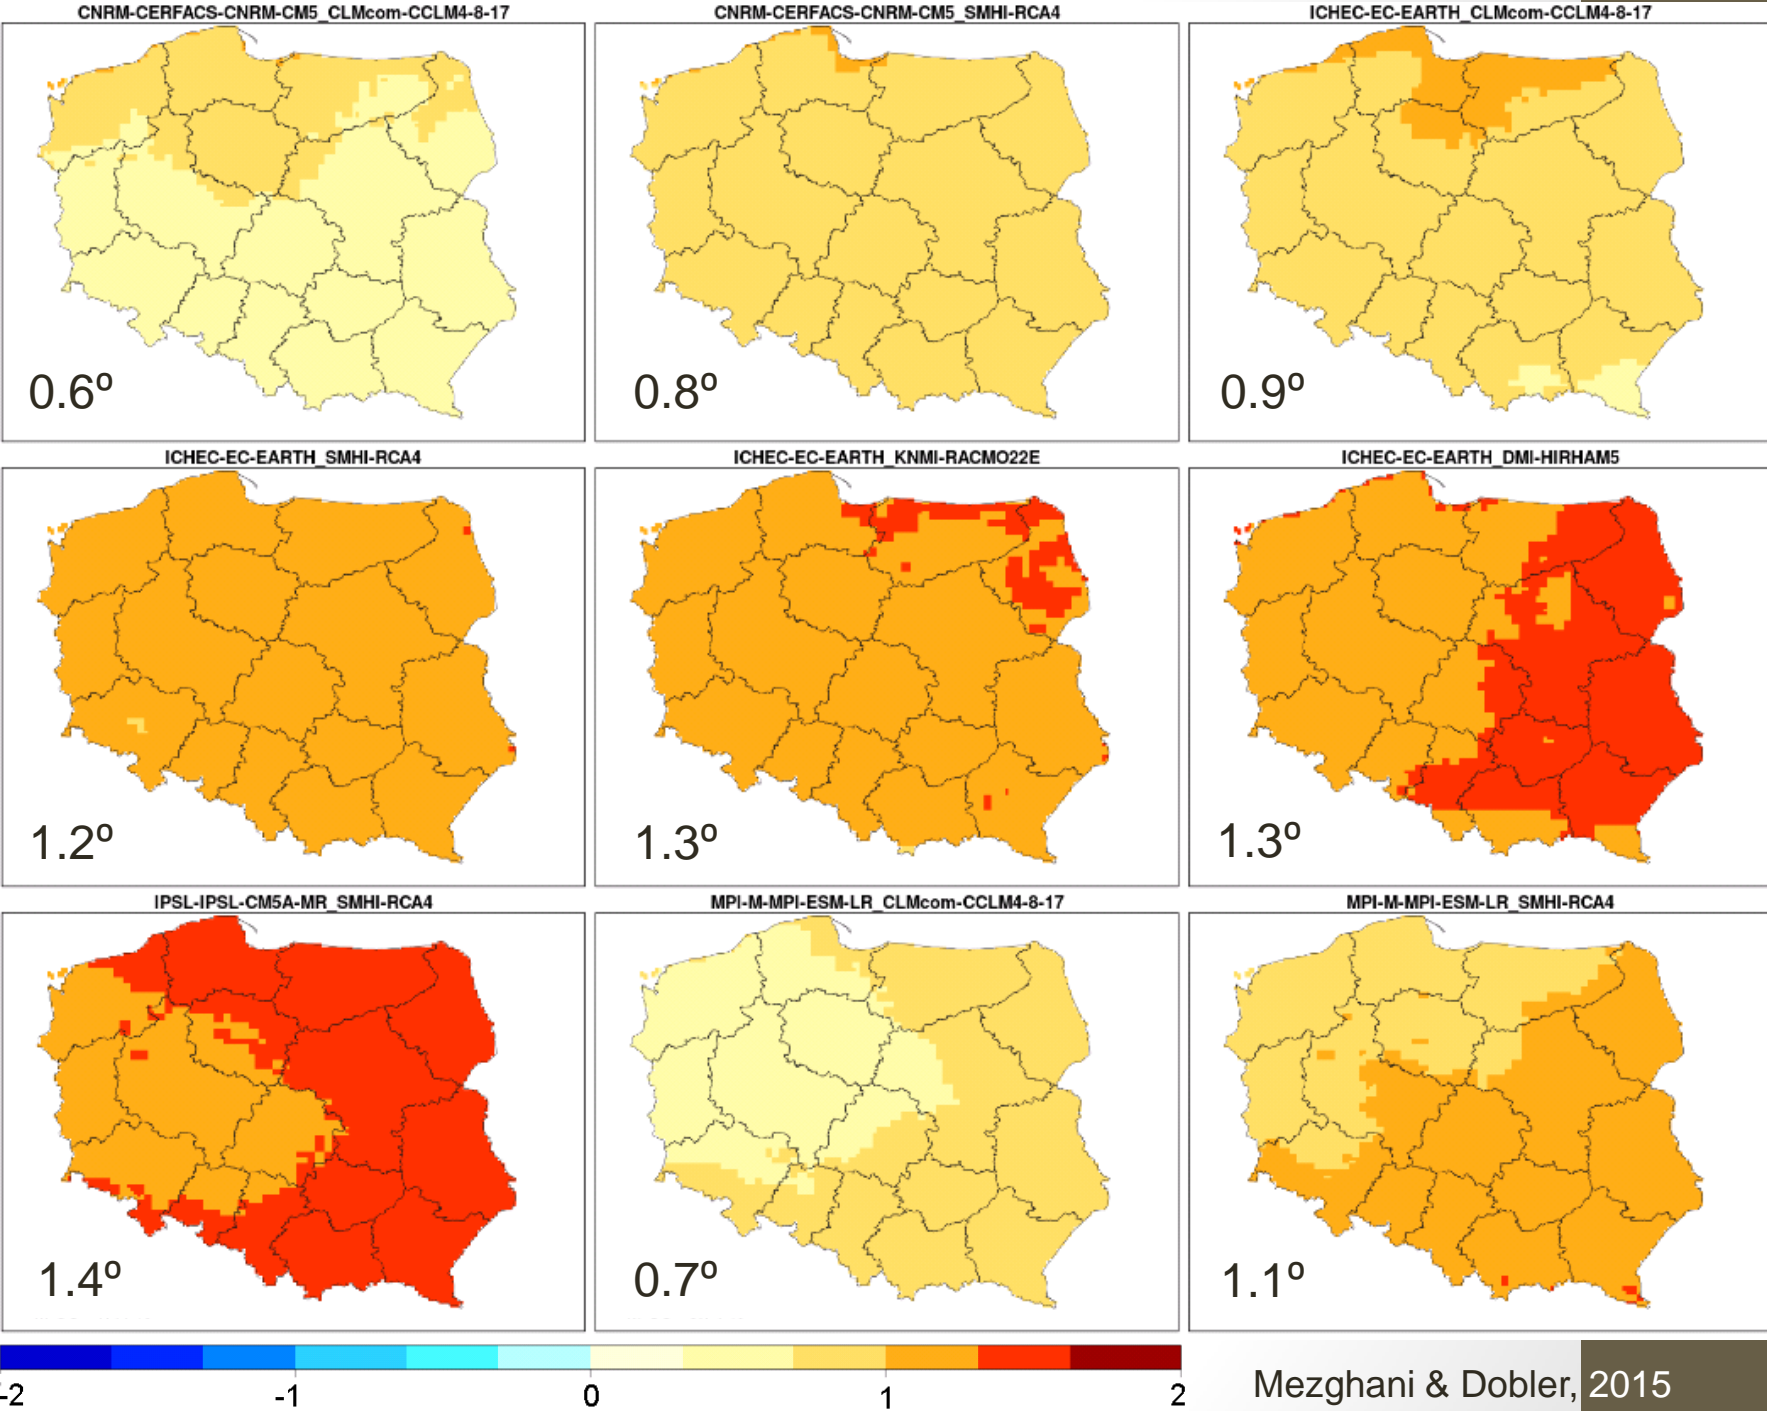 CNRM-CERFACS-CNRM-CM5_CLMcom-CCLM4-8-17
CNRM-CERFACS-CNRM-CM5_SMHI-RCA4
ICHEC-EC-EARTH_CLMcom-CCLM4-8-17
0.6º
0.8º
0.9º
ICHEC-EC-EARTH_SMHI-RCA4
ICHEC-EC-EARTH_KNMI-RACMO22E
ICHEC-EC-EARTH_DMI-HIRHAM5
1.2º
1.3º
1.3º
IPSL-IPSL-CM5A-MR_SMHI-RCA4
MPI-M-MPI-ESM-LR_CLMcom-CCLM4-8-17
MPI-M-MPI-ESM-LR_SMHI-RCA4
1.4º
0.7º
1.1º
-2 -1 0 1 2
Mezghani & Dobler, 2015